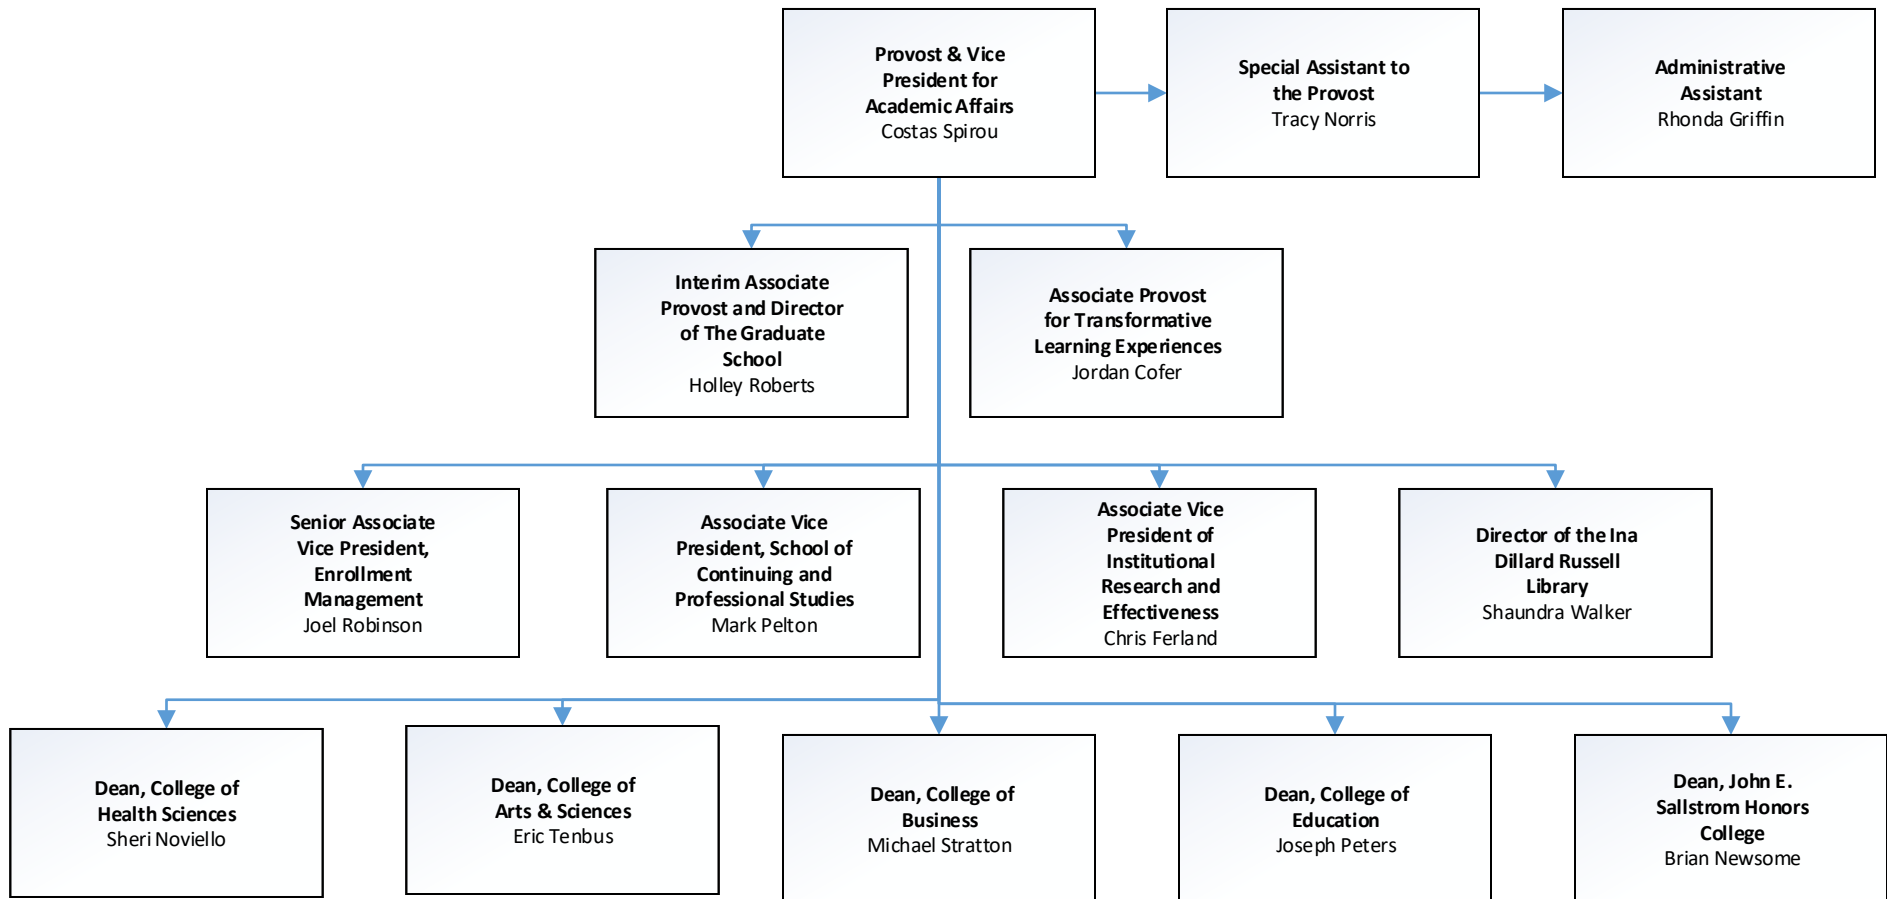 Provost & Vice
President for
Academic Affairs
Costas Spirou
Special Assistant to
the Provost
Tracy Norris
Administrative
Assistant
Rhonda Griffin
Interim Associate
Provost and Director
of The Graduate
School
Holley Roberts
Associate Provost
for Transformative
Learning Experiences
Jordan Cofer
Senior Associate
Vice President,
Enrollment
Management
Joel Robinson
Associate Vice
President, School of
Continuing and
Professional Studies
Mark Pelton
Associate Vice
President of
Institutional
Research and
Effectiveness
Chris Ferland
Director of the Ina
Dillard Russell
Library
Shaundra Walker
Dean, College of
Health Sciences
Sheri Noviello
Dean, College of
Arts & Sciences
Eric Tenbus
Dean, College of
Business
Michael Stratton
Dean, College of
Education
Joseph Peters
Dean, John E.
Sallstrom Honors
College
Brian Newsome